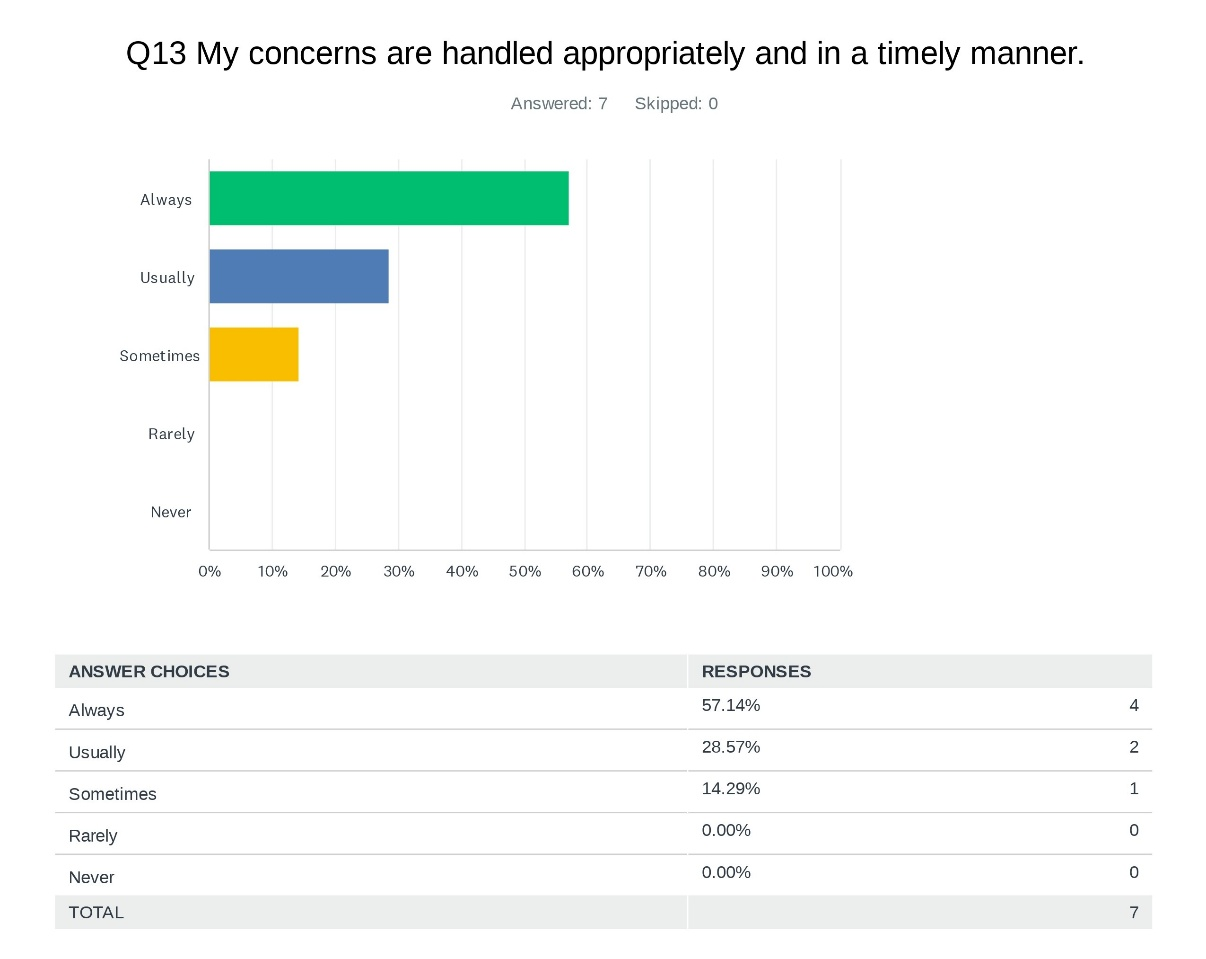 Q13 My concerns are handled appropriately and in a timely manner.
Answered: 7 Skipped: 0
Always
Usually
Sometimes
Rarely
Never
0% 10% 20% 30% 40% 50% 60% 70% 80% 90% 100%
ANSWER CHOICES RESPONSES
Always 57.14% 4
Usually 28.57% 2
Sometimes 14.29% 1
Rarely 0.00% 0
Never 0.00% 0
TOTAL 7